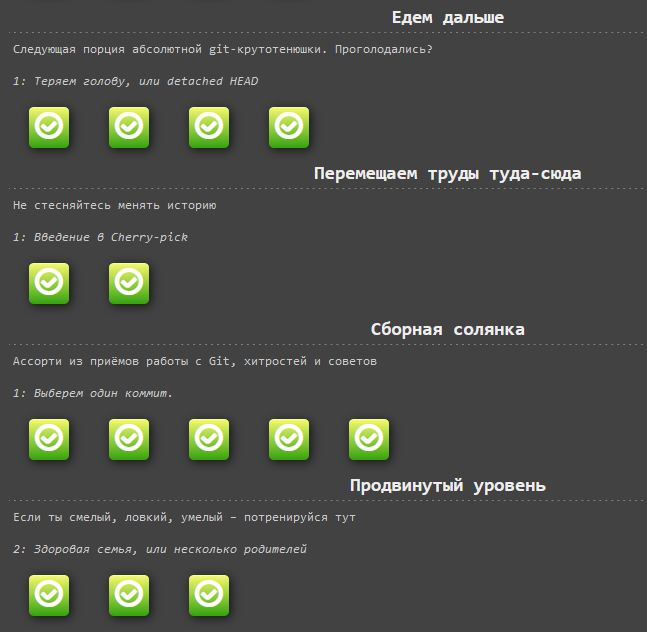 Едем дальше
Следующая порция абсолютной git-крутотенюшки. Проголодались?
1: Теряем голову, или detached HEAD
Перемещаем труды туда-сюда
Не стесняйтесь менять историю
1: Введение в Cherry-pick
Сборная солянка
Ассорти из приёмов работы с Git, хитростей и советов
1: Выберем один коммит.
Продвинутый уровень
Если ты смелый, ловкий, умелый – потренируйся тут
2: Здоровая семья, или несколько родителей